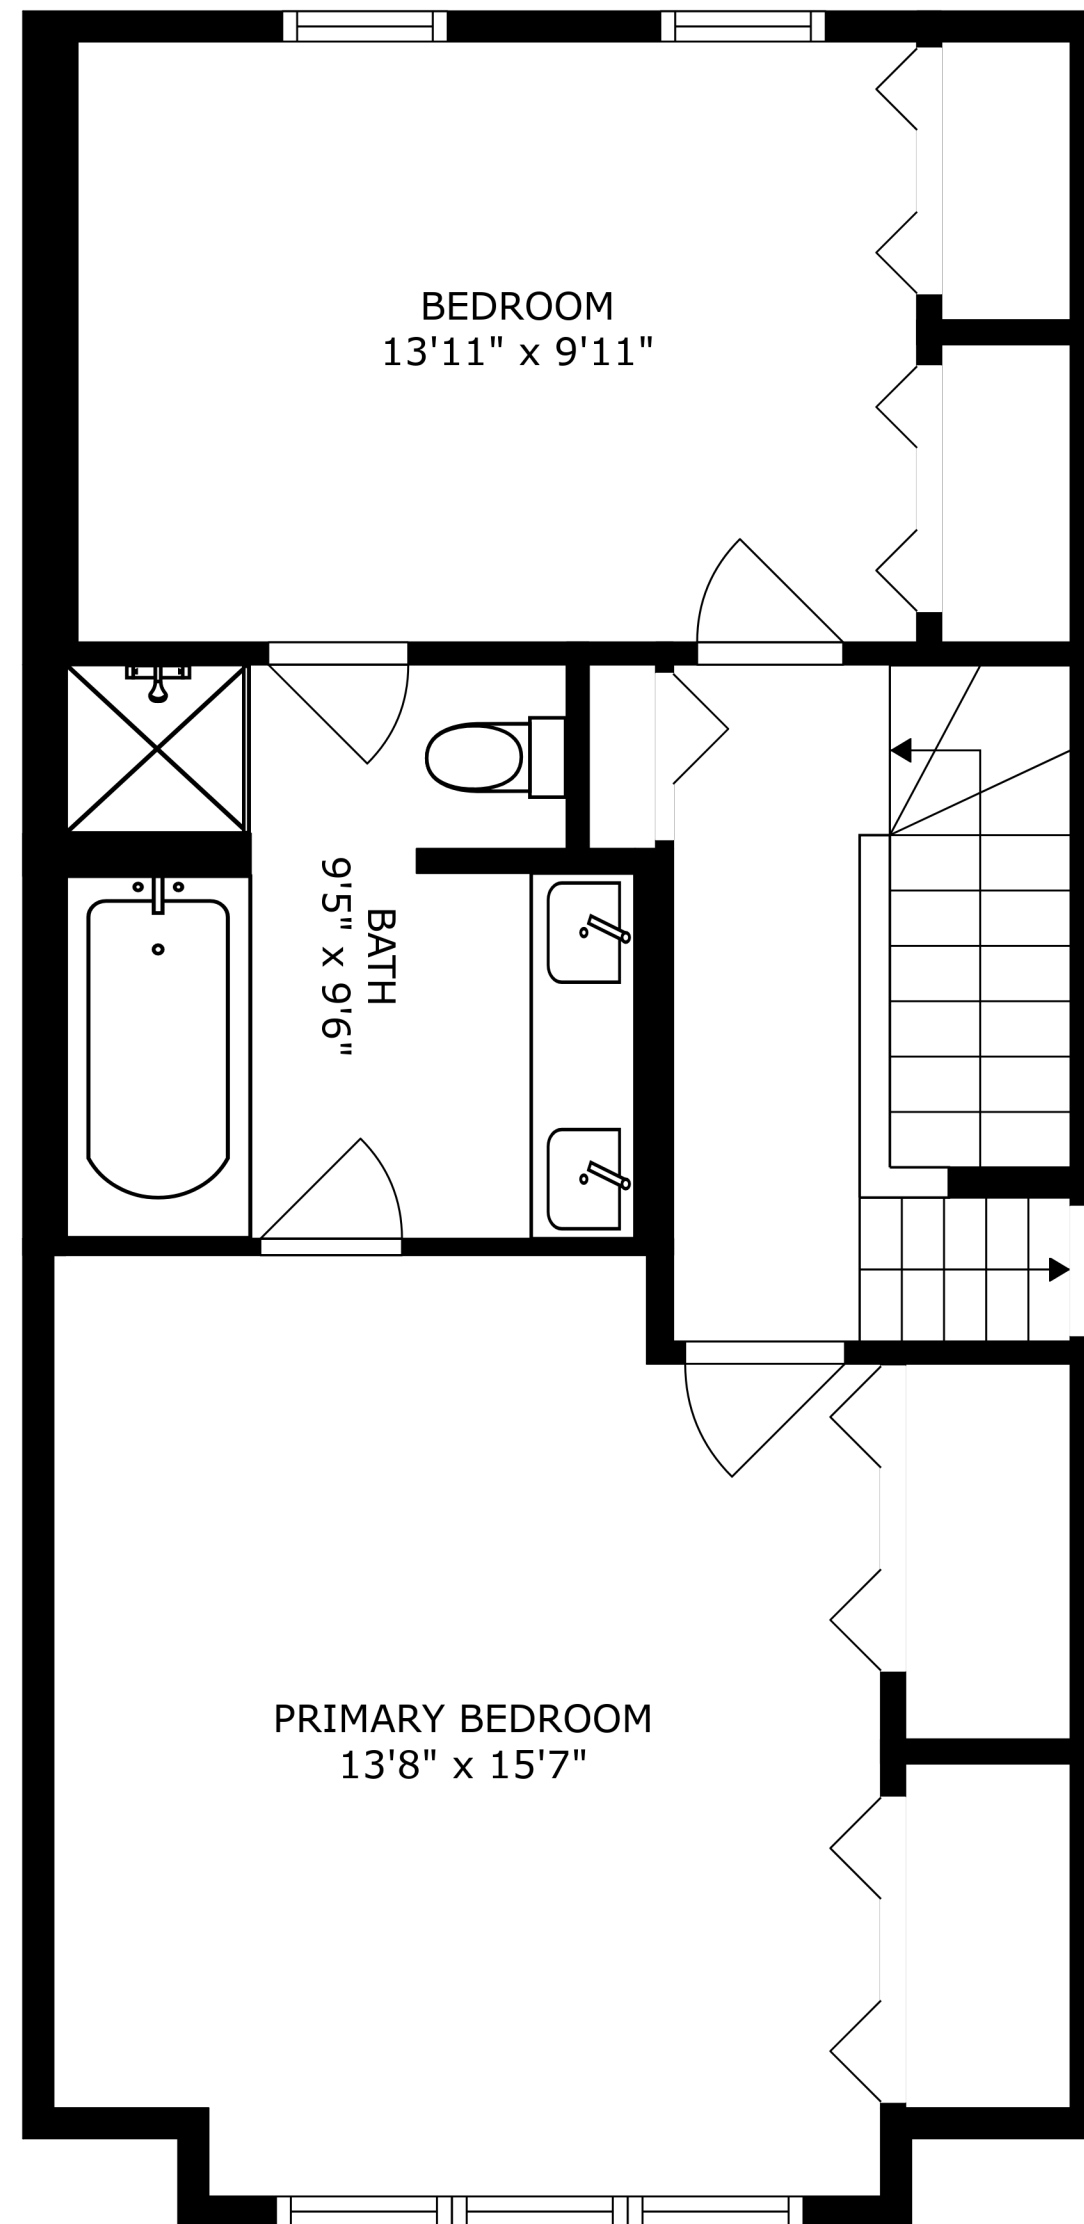 BEDROOM
13'11" x 9'11"
BATH
9'5" x 9'6"
PRIMARY BEDROOM
13'8" x 15'7"